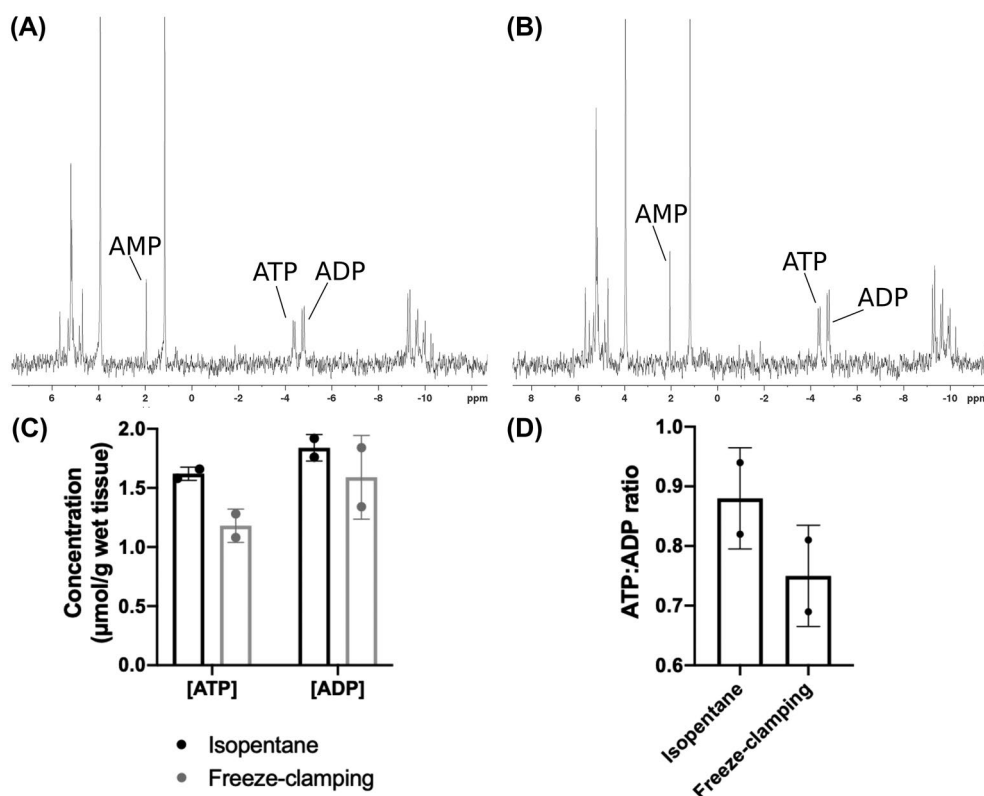 (A)
AMP
ATP
ADP
6 4 2 0 -2 -4 -6 -8 -10 ppm
(B)
AMP
ATP
ADP
8 6 4 2 0 -2 -4 -6 -8 -10 ppm
(C)
Concentration
(µmol/g wet tissue)
2.0
1.5
1.0
0.5
0.0
[ATP] [ADP]
Isopentane
Freeze-clamping
(D)
ATP:ADP ratio
1.0
0.9
0.8
0.7
0.6
Isopentane
Freeze-clamping